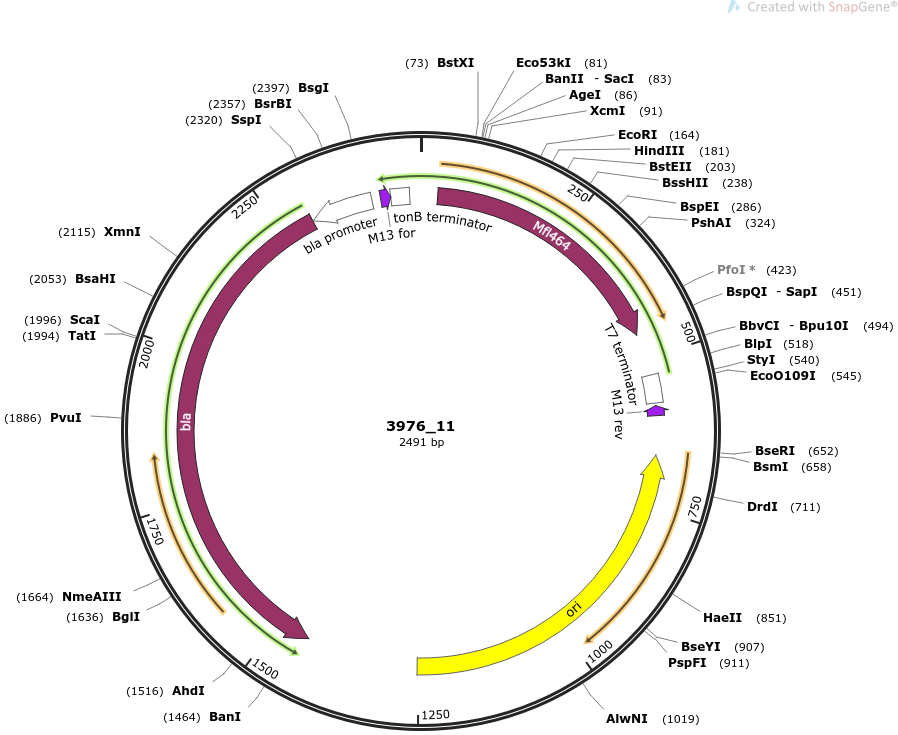 Created with SnapGene®
(73) BstXI
Eco53kI (81)
BanII - SacI (83)
AgeI (86)
XcmI (91)
EcoRI (164)
HindIII (181)
BstEII (203)
BssHII (238)
BspEI (286)
PshAI (324)
PfoI * (423)
BspQI - SapI (451)
BbvCI - Bpu10I (494)
BlpI (518)
StyI (540)
EcoO109I (545)
BseRI (652)
BsmI (658)
DrdI (711)
HaeII (851)
BseYI (907)
PspFI (911)
AlwNI (1019)
(1464) BanI
(1516) AhdI
(1636) BglI
(1664) NmeAIII
(1886) PvuI
(1994) TatI
(1996) ScaI
(2053) BsaHI
(2115) XmnI
(2320) SspI
(2357) BsrBI
(2397) BsgI
250
500
750
1000
1250
1500
1750
2000
2250
bla promoter
M13 for
tonB terminator
Mfl464
T7 terminator
M13 rev
ori
bla
3976_11
2491 bp